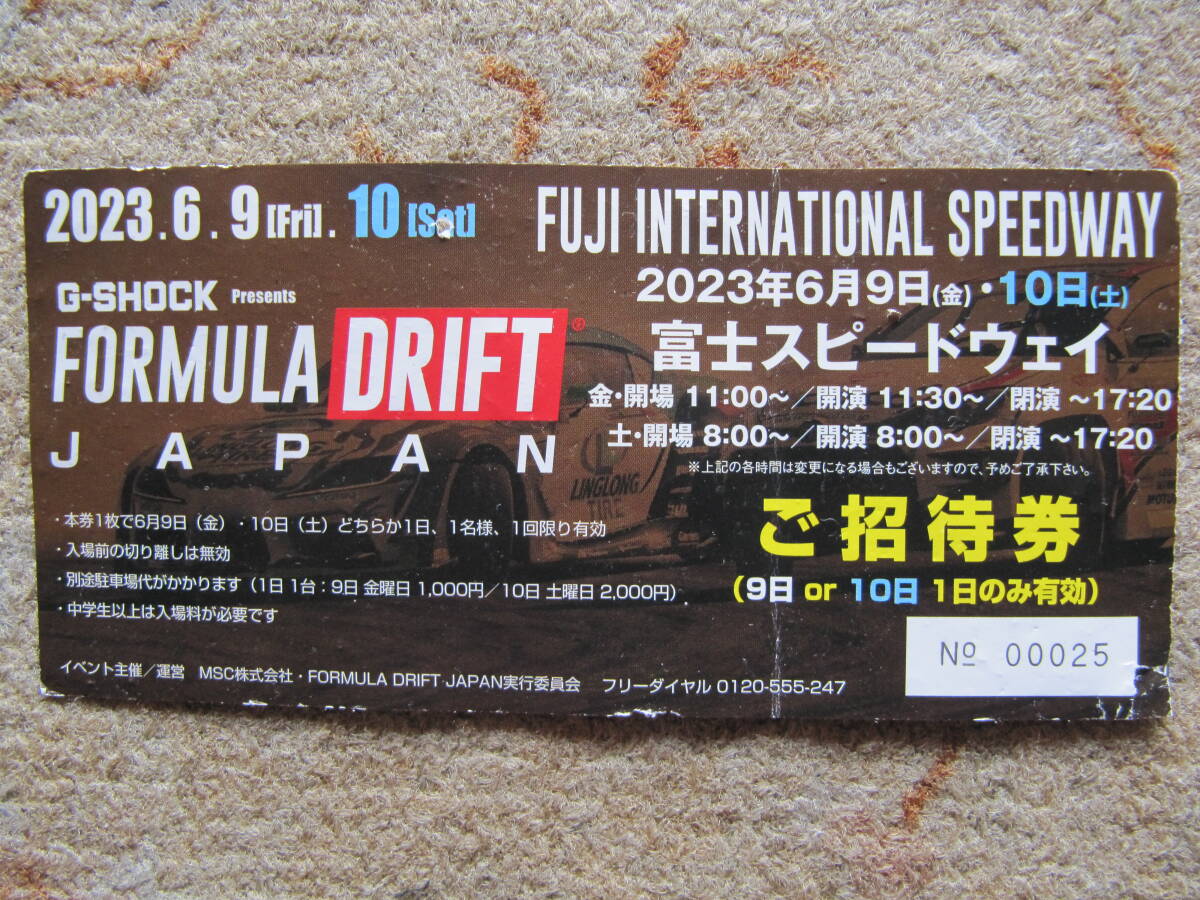 2023.6.9[Fri].10[Sat]
G-SHOCK Presents
FORMULA DRIFT®
JAPAN
・本券1枚で6月9日（金）・10日（土）どちらか1日、1名様、1回限り有効
・入場前の切り離しは無効
・別途駐車場代がかかります（1日 1台：9日 金曜日 1,000円／10日 土曜日 2,000円）
・中学生以上は入場料が必要です
イベント主催／運営 MSC株式会社・FORMULA DRIFT JAPAN実行委員会 フリーダイヤル 0120-555-247
FUJI INTERNATIONAL SPEEDWAY
2023年6月9日(金)・10日(土)
富士スピードウェイ
金・開場 11:00～／開演 11:30～／閉演 ～17:20
土・開場 8:00～／開演 8:00～／閉演 ～17:20
※上記の各時間は変更になる場合もございますので、予めご了承下さい。
ご招待券
(9日 or 10日 1日のみ有効)
№ 00025
LINGLONG
TIRE